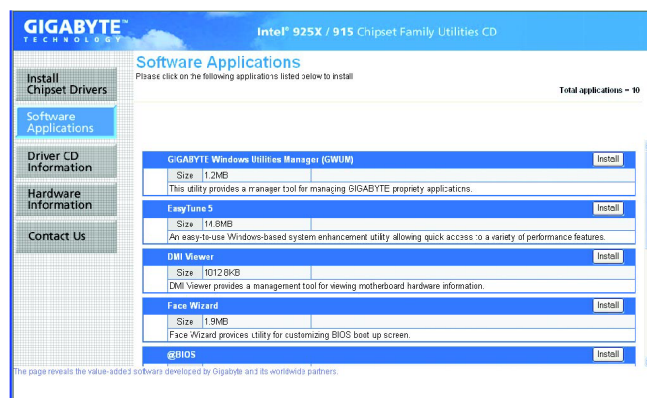 GIGABYTE™
TECHNOLOGY
Intel® 925X / 915 Chipset Family Utilities CD
Install
Chipset Drivers
Software
Applications
Driver CD
Information
Hardware
Information
Contact Us
Software Applications
Please click on the following applications listed below to install
Total applications = 10
GIGABYTE Windows Utilities Manager (GWUM)
Install
Size 1.2MB
This utility provides a manager tool for managing GIGABYTE propriety applications.
EasyTune 5
Install
Size 14.8MB
An easy-to-use Windows-based system enhancement utility allowing quick access to a variety of performance features.
DMI Viewer
Install
Size 1012.8KB
DMI Viewer provides a management tool for viewing motherboard hardware information.
Face Wizard
Install
Size 1.9MB
Face Wizard provices utility for customizing BIOS boot up screen.
@BIOS
Install
The page reveals the value-added software developed by Gigabyte and its worldwide partners.